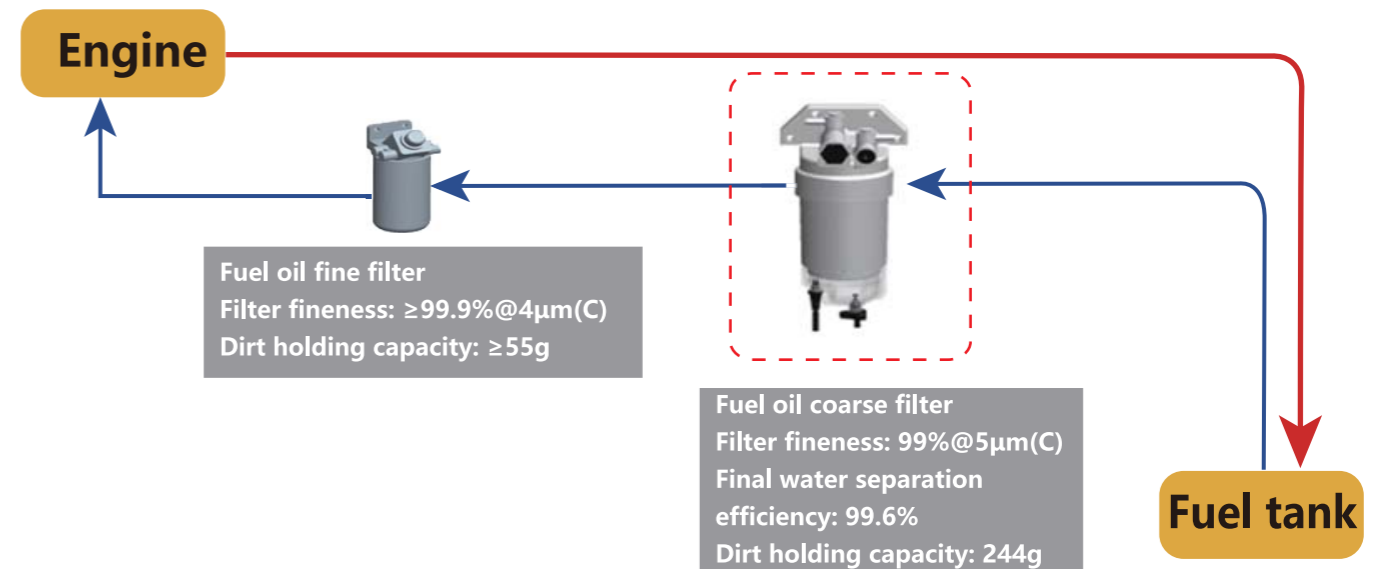 Engine
Fuel oil fine filter
Filter fineness: ≥99.9%@4μm(C)
Dirt holding capacity: ≥55g
Fuel oil coarse filter
Filter fineness: 99%@5μm(C)
Final water separation
efficiency: 99.6%
Dirt holding capacity: 244g
Fuel tank